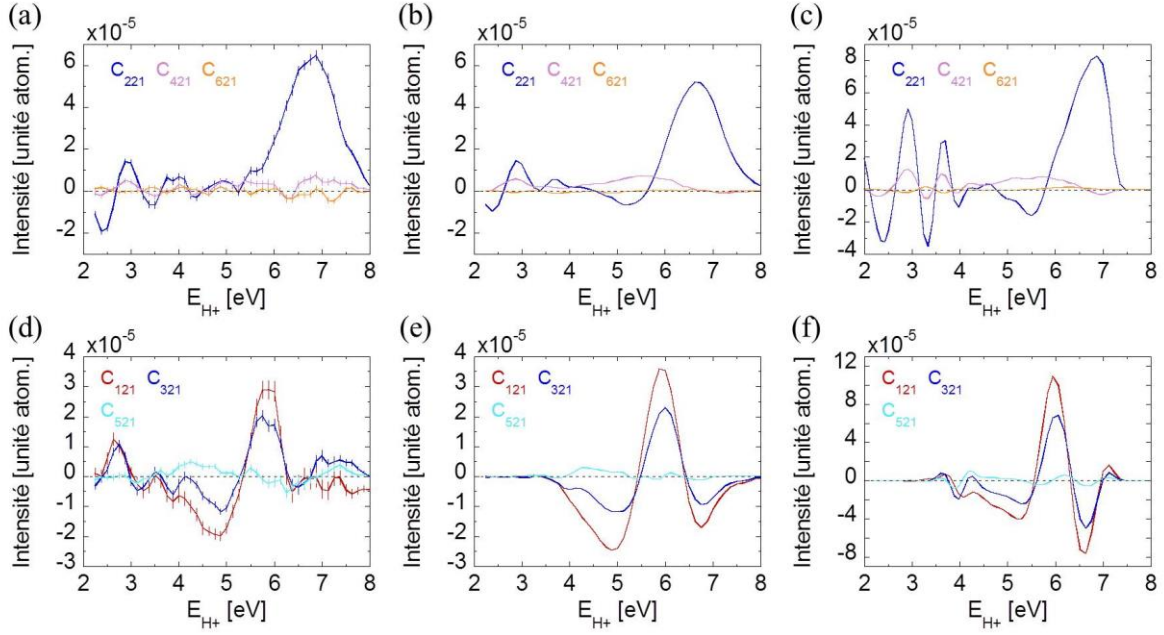 (a)
x10⁻⁵
Intensité [unité atom.]
6
4
2
0
-2
C₂₂₁ C₄₂₁ C₆₂₁
2 3 4 5 6 7 8
E_H+ [eV]
(b)
x10⁻⁵
Intensité [unité atom.]
6
4
2
0
-2
C₂₂₁ C₄₂₁ C₆₂₁
2 3 4 5 6 7 8
E_H+ [eV]
(c)
x10⁻⁵
Intensité [unité atom.]
8
6
4
2
0
-2
-4
C₂₂₁ C₄₂₁ C₆₂₁
2 3 4 5 6 7 8
E_H+ [eV]
(d)
x10⁻⁵
Intensité [unité atom.]
4
3
2
1
0
-1
-2
-3
C₁₂₁ C₃₂₁
C₅₂₁
2 3 4 5 6 7 8
E_H+ [eV]
(e)
x10⁻⁵
Intensité [unité atom.]
4
3
2
1
0
-1
-2
-3
C₁₂₁ C₃₂₁
C₅₂₁
2 3 4 5 6 7 8
E_H+ [eV]
(f)
x10⁻⁵
Intensité [unité atom.]
12
8
4
0
-4
-8
C₁₂₁ C₃₂₁
C₅₂₁
2 3 4 5 6 7 8
E_H+ [eV]